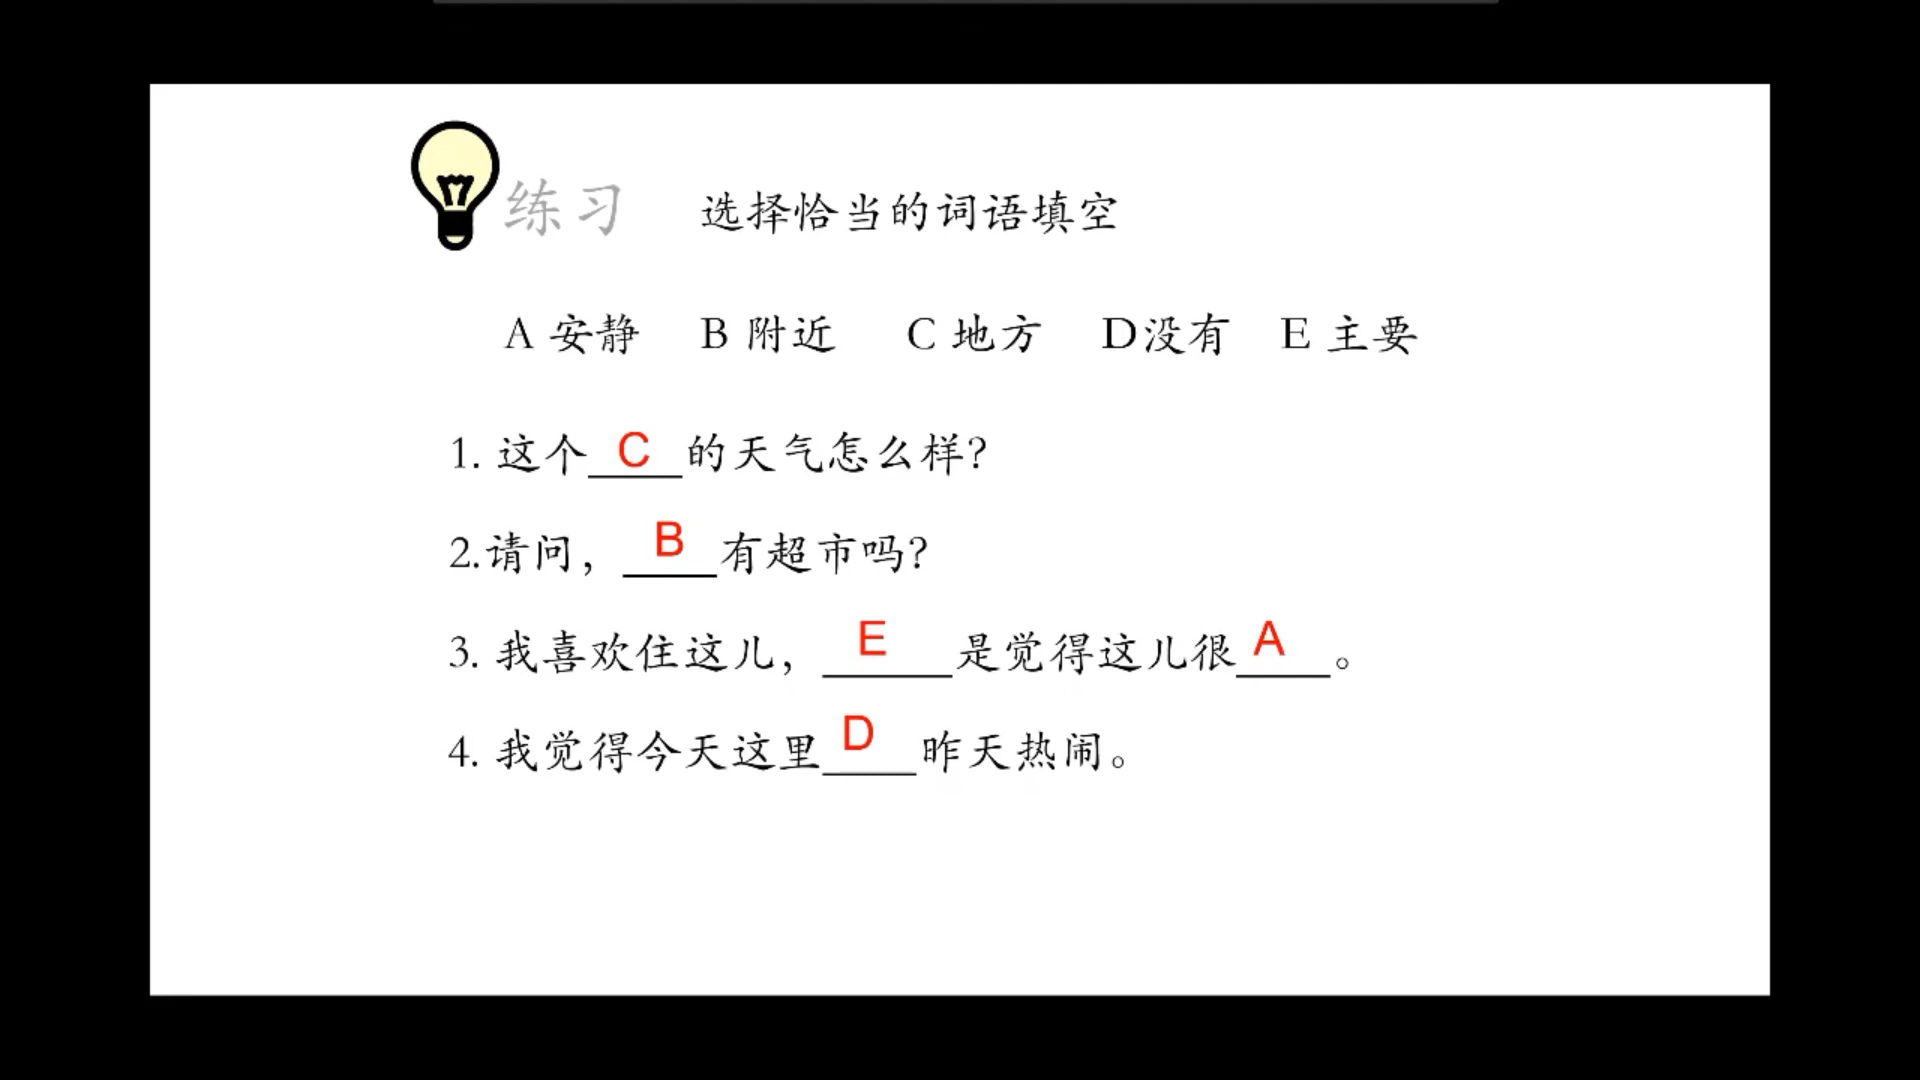 练习 选择恰当的词语填空
A 安静 B 附近 C 地方 D没有 E 主要
1. 这个 C 的天气怎么样?
2.请问， B 有超市吗?
3. 我喜欢住这儿， E 是觉得这儿很 A 。
4. 我觉得今天这里 D 昨天热闹。